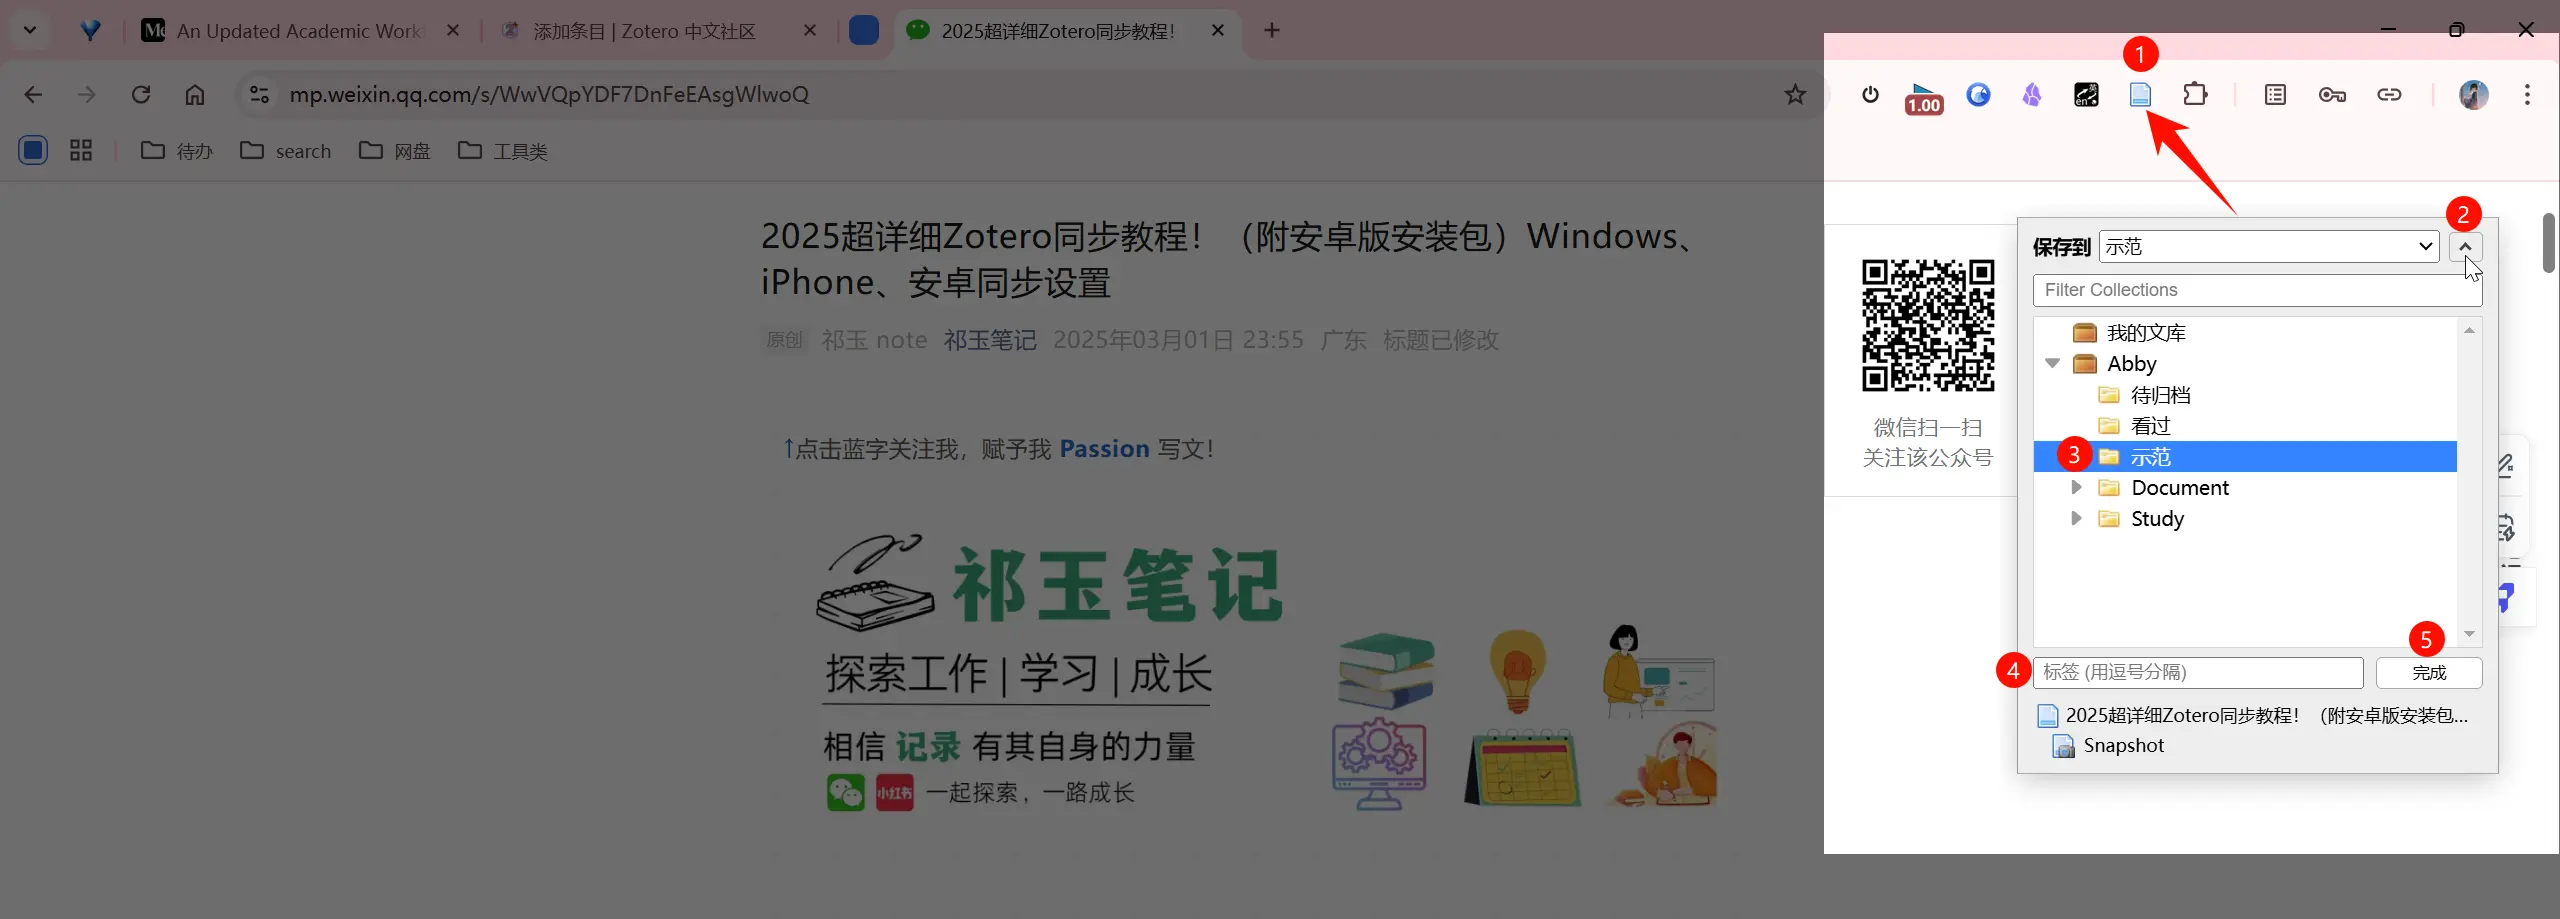 An Updated Academic Work
添加条目 | Zotero 中文社区
2025超详细Zotero同步教程!
mp.weixin.qq.com/s/WwVQpYDF7DnFeEAsgWlwoQ
1.00
英
en
1
待办
search
网盘
工具类
2025超详细Zotero同步教程！（附安卓版安装包）Windows、
iPhone、安卓同步设置
原创 祁玉 note 祁玉笔记 2025年03月01日 23:55 广东 标题已修改
↑点击蓝字关注我，赋予我 Passion 写文！
祁玉笔记
探索工作 | 学习 | 成长
相信 记录 有其自身的力量
小红书
一起探索，一路成长
微信扫一扫
关注该公众号
2
保存到 示范
Filter Collections
我的文库
Abby
待归档
看过
3 示范
Document
Study
5
4 标签 (用逗号分隔) 完成
2025超详细Zotero同步教程！（附安卓版安装包...
Snapshot